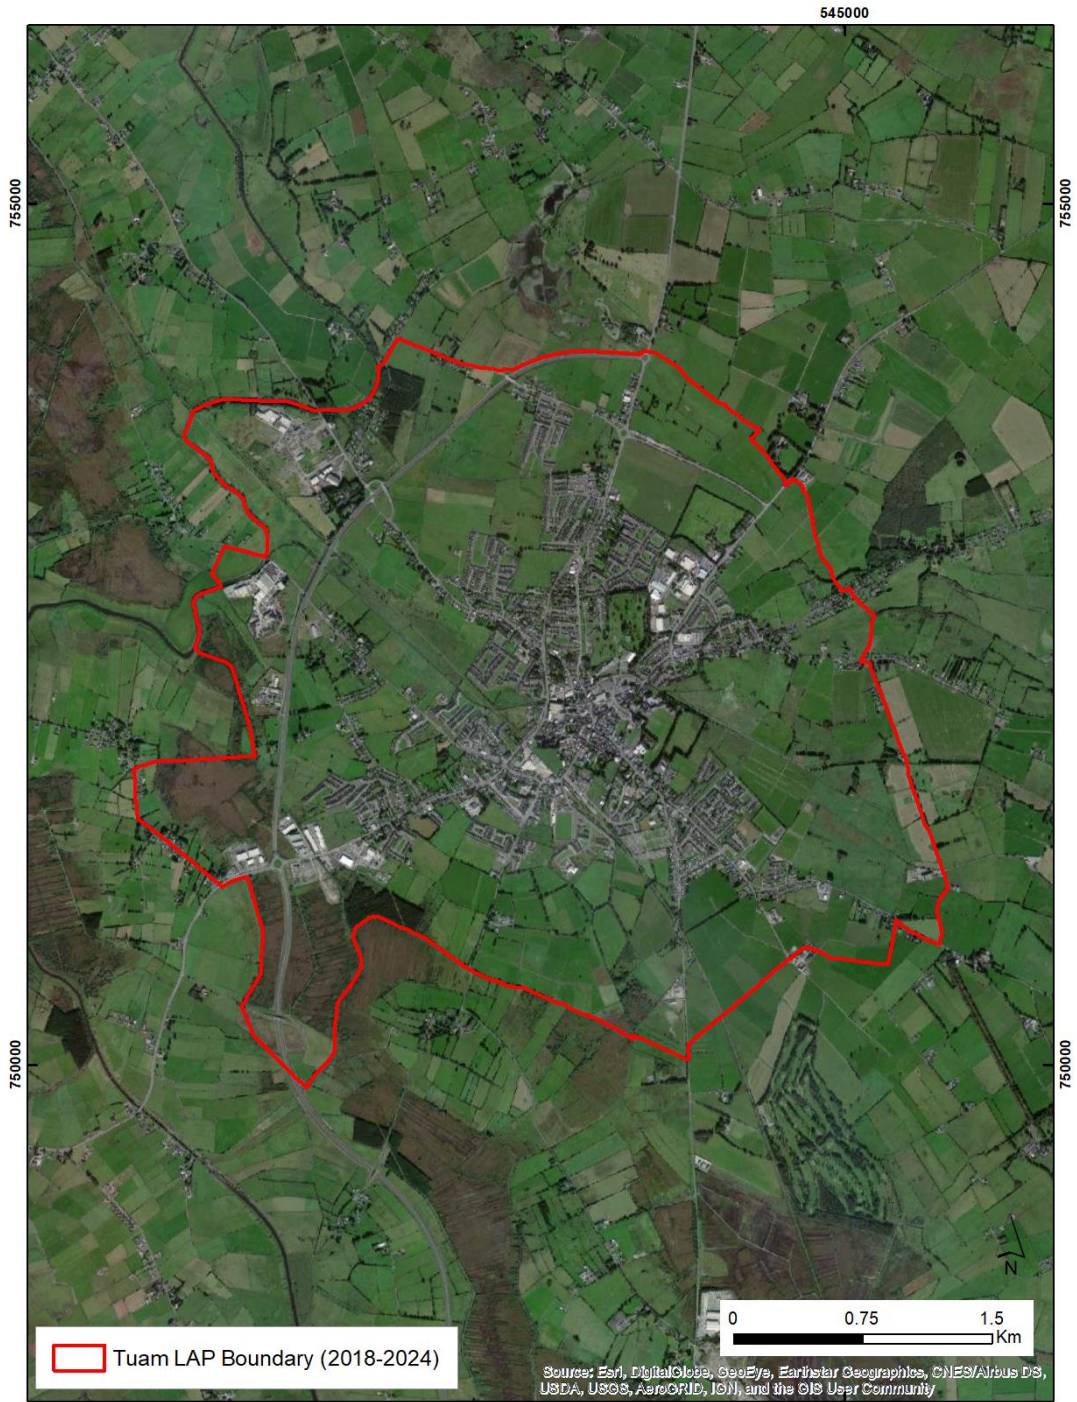 545000
755000
755000
750000
750000
N
0 0.75 1.5
Km
Tuam LAP Boundary (2018-2024)
Source: Esri, DigitalGlobe, GeoEye, Earthstar Geographics, CNES/Airbus DS,
USDA, USGS, AeroGRID, IGN, and the GIS User Community